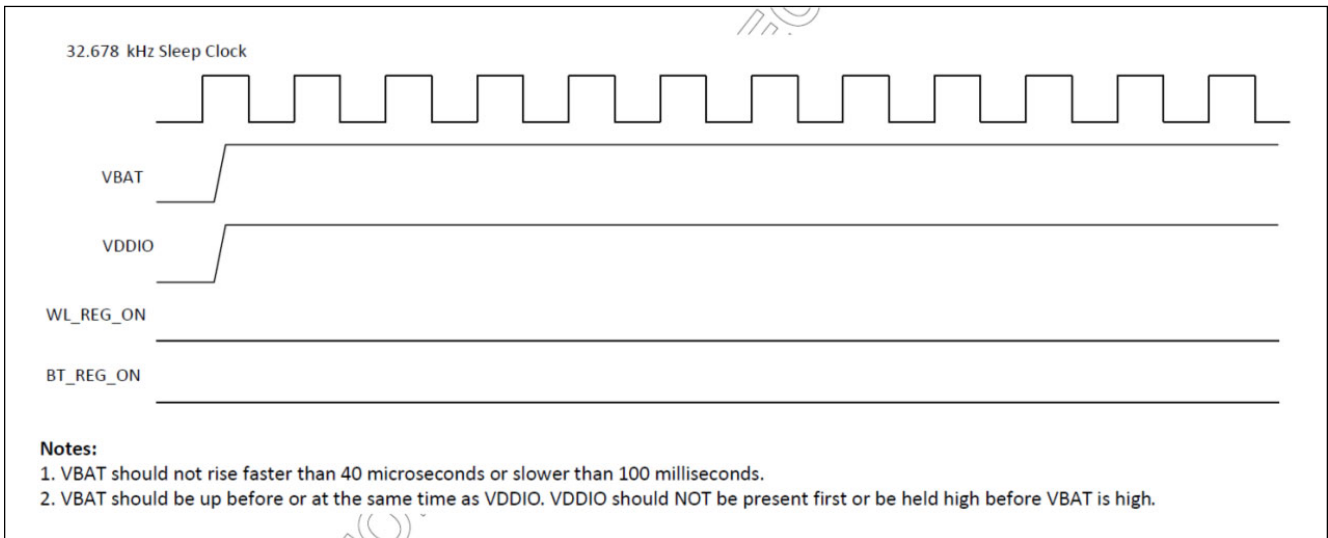 32.678 kHz Sleep Clock
VBAT
VDDIO
WL_REG_ON
BT_REG_ON
Notes:
1. VBAT should not rise faster than 40 microseconds or slower than 100 milliseconds.
2. VBAT should be up before or at the same time as VDDIO. VDDIO should NOT be present first or be held high before VBAT is high.